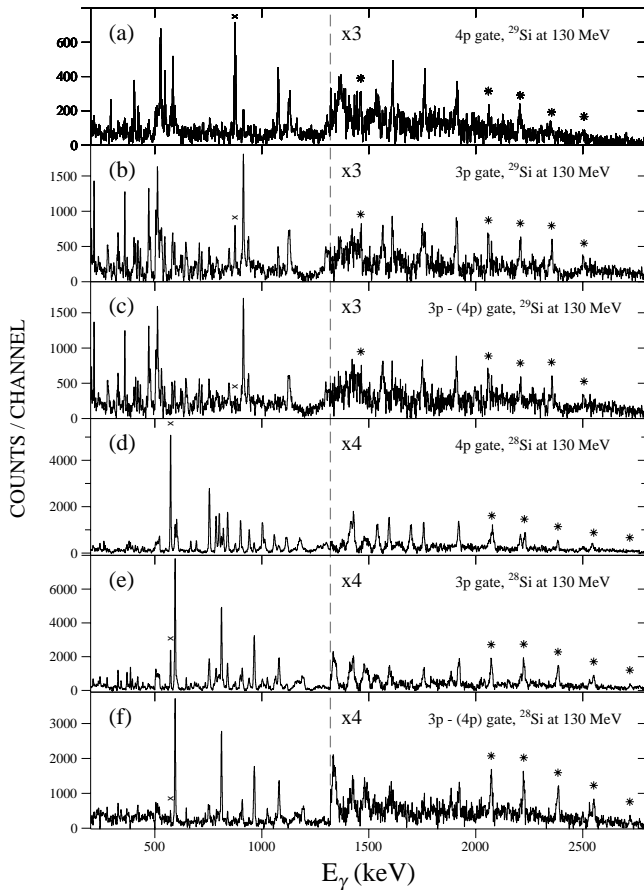 (a) x3 4p gate, ²⁹Si at 130 MeV
600
400
200
0
(b) x3 3p gate, ²⁹Si at 130 MeV
1500
1000
500
0
(c) x3 3p - (4p) gate, ²⁹Si at 130 MeV
1500
1000
500
0
(d) x4 4p gate, ²⁸Si at 130 MeV
4000
2000
0
(e) x4 3p gate, ²⁸Si at 130 MeV
6000
4000
2000
0
(f) x4 3p - (4p) gate, ²⁸Si at 130 MeV
3000
2000
1000
0
COUNTS / CHANNEL
500 1000 1500 2000 2500
Eγ (keV)